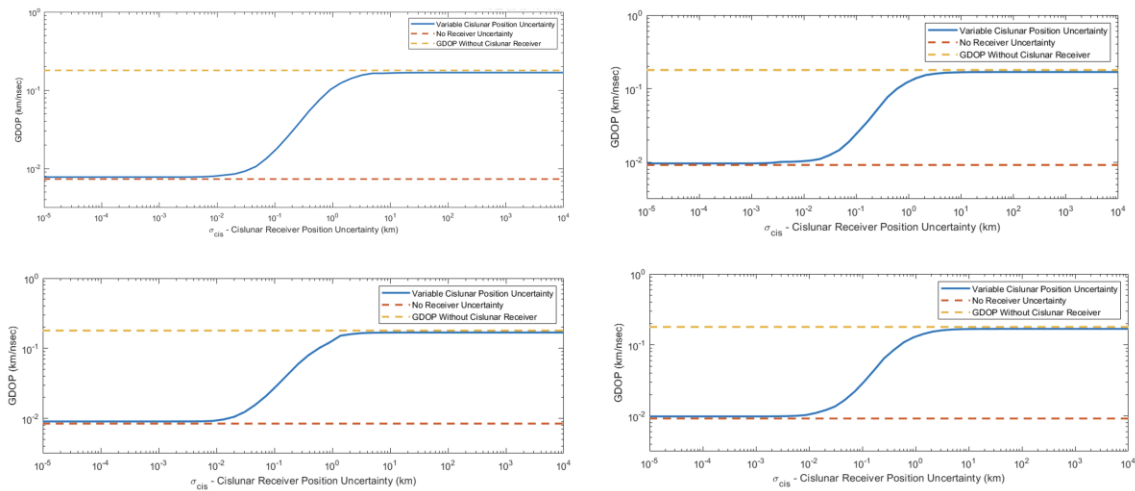 10^0
10^-1
10^-2
GDOP (km/nsec)
Variable Cislunar Position Uncertainty
No Receiver Uncertainty
GDOP Without Cislunar Receiver
10^-5 10^-4 10^-3 10^-2 10^-1 10^0 10^1 10^2 10^3 10^4
σcis - Cislunar Receiver Position Uncertainty (km)
10^0
10^-1
10^-2
GDOP (km/nsec)
Variable Cislunar Position Uncertainty
No Receiver Uncertainty
GDOP Without Cislunar Receiver
10^-5 10^-4 10^-3 10^-2 10^-1 10^0 10^1 10^2 10^3 10^4
σcis - Cislunar Receiver Position Uncertainty (km)
10^0
10^-1
10^-2
GDOP (km/nsec)
Variable Cislunar Position Uncertainty
No Receiver Uncertainty
GDOP Without Cislunar Receiver
10^-5 10^-4 10^-3 10^-2 10^-1 10^0 10^1 10^2 10^3 10^4
σcis - Cislunar Receiver Position Uncertainty (km)
10^0
10^-1
10^-2
GDOP (km/nsec)
Variable Cislunar Position Uncertainty
No Receiver Uncertainty
GDOP Without Cislunar Receiver
10^-5 10^-4 10^-3 10^-2 10^-1 10^0 10^1 10^2 10^3 10^4
σcis - Cislunar Receiver Position Uncertainty (km)